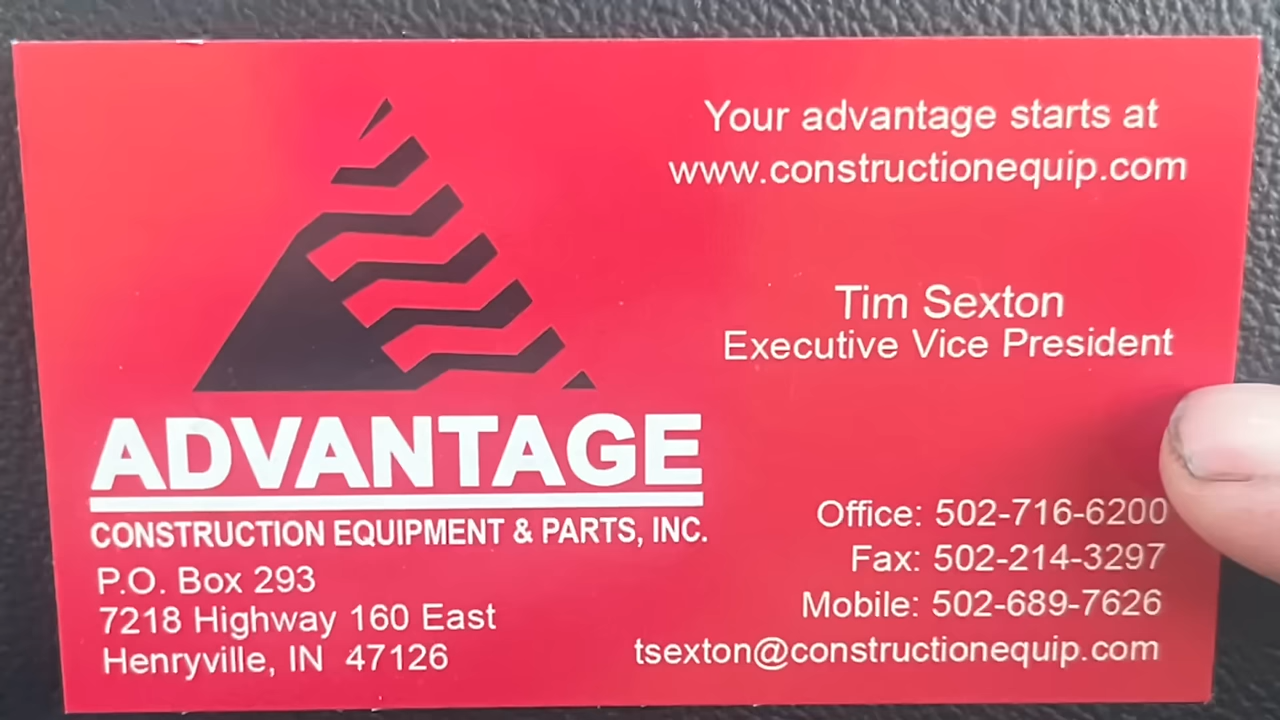 Your advantage starts at
www.constructionequip.com
Tim Sexton
Executive Vice President
ADVANTAGE
CONSTRUCTION EQUIPMENT & PARTS, INC.
P.O. Box 293
7218 Highway 160 East
Henryville, IN 47126
Office: 502-716-6200
Fax: 502-214-3297
Mobile: 502-689-7626
tsexton@constructionequip.com